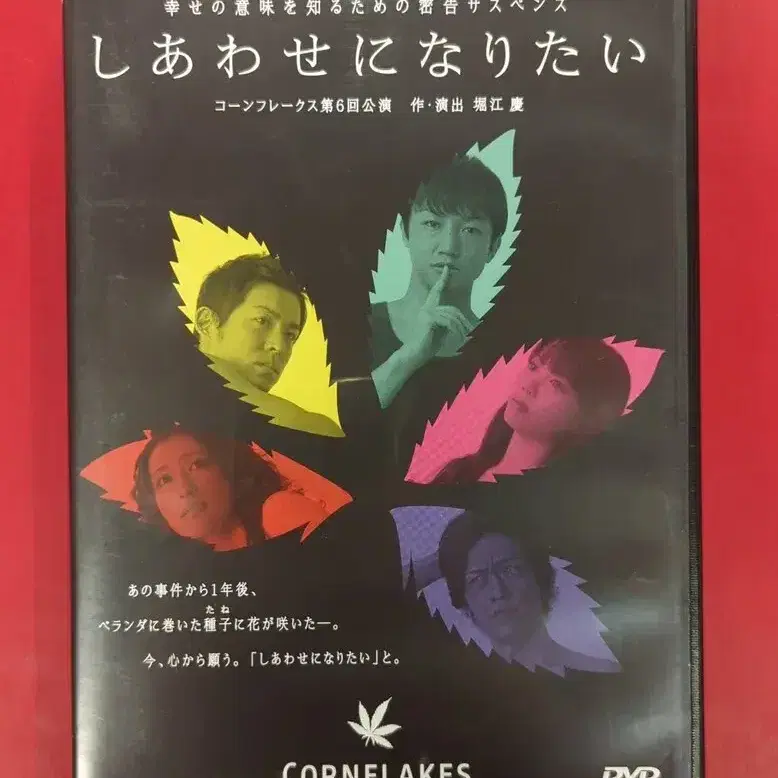 幸せの意味を知るための密告サスペンス
しあわせになりたい
コーンフレークス第6回公演 作・演出 堀江 慶
あの事件から1年後、
たね
ベランダに巻いた種子に花が咲いた―。
今、心から願う。「しあわせになりたい」と。
CORNFLAKES
DVD